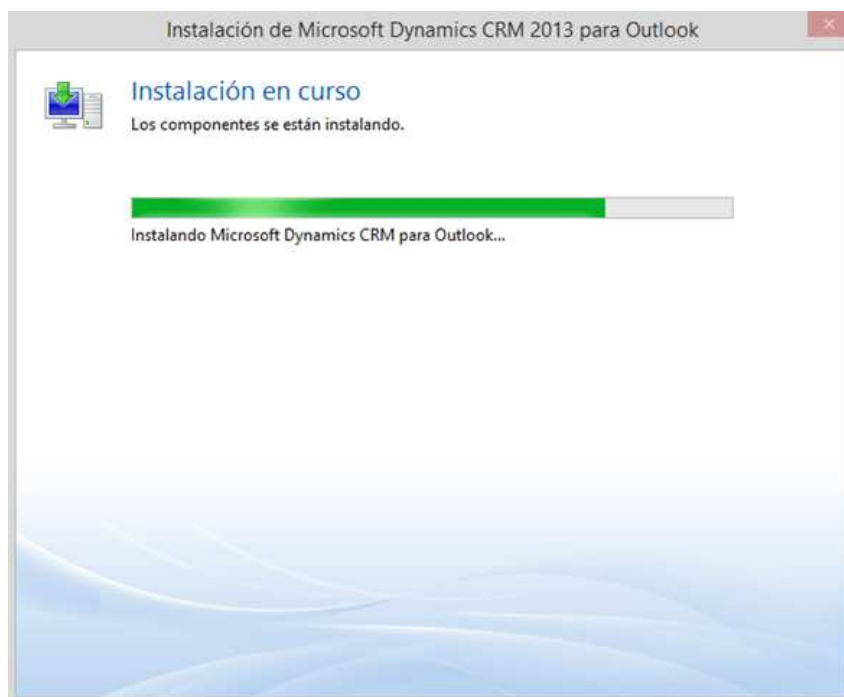 Instalación de Microsoft Dynamics CRM 2013 para Outlook
Instalación en curso
Los componentes se están instalando.
Instalando Microsoft Dynamics CRM para Outlook...